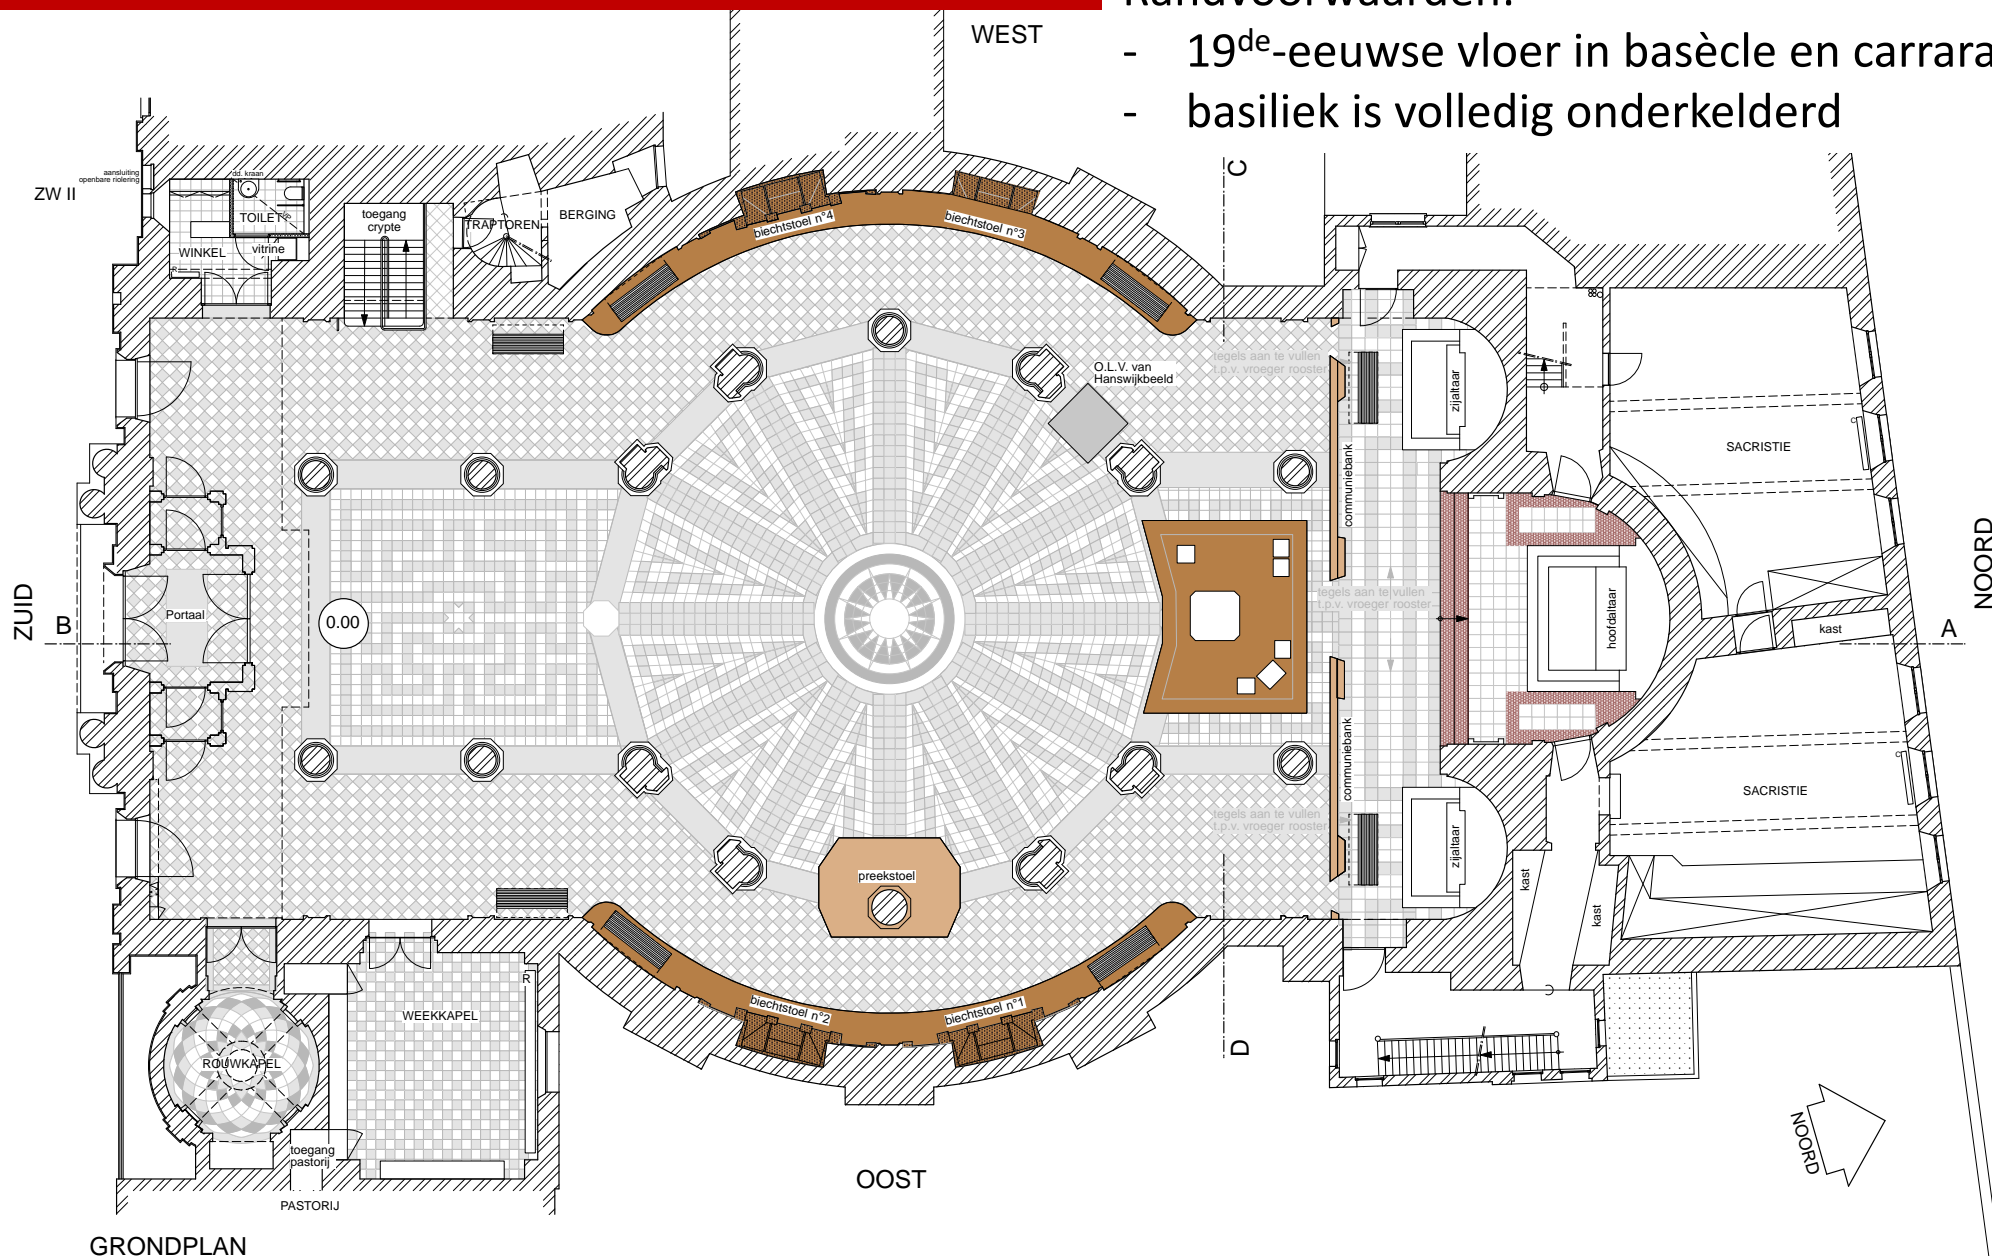 Randvoorwaarden:
- 19de-eeuwse vloer in basècle en carrara
- basiliek is volledig onderkelderd
WEST
C
ZW II
aansluiting
openbare riolering
dd. kraan
TOILET
WINKEL
vitrine
R
toegang
crypte
TRAPTOREN
BERGING
biechtstoel n°4
biechtstoel n°3
O.L.V. van
Hanswijkbeeld
tegels aan te vullen
t.p.v. vroeger rooster
zijaltaar
communiebank
SACRISTIE
ZUID
B
Portaal
0.00
tegels aan te vullen
t.p.v. vroeger rooster
hoofdaltaar
kast
A
NOORD
communiebank
SACRISTIE
tegels aan te vullen
t.p.v. vroeger rooster
zijaltaar
preekstoel
kast
kast
R
WEEKKAPEL
biechtstoel n°2
biechtstoel n°1
D
ROUWKAPEL
toegang
pastorij
PASTORIJ
OOST
NOORD
GRONDPLAN